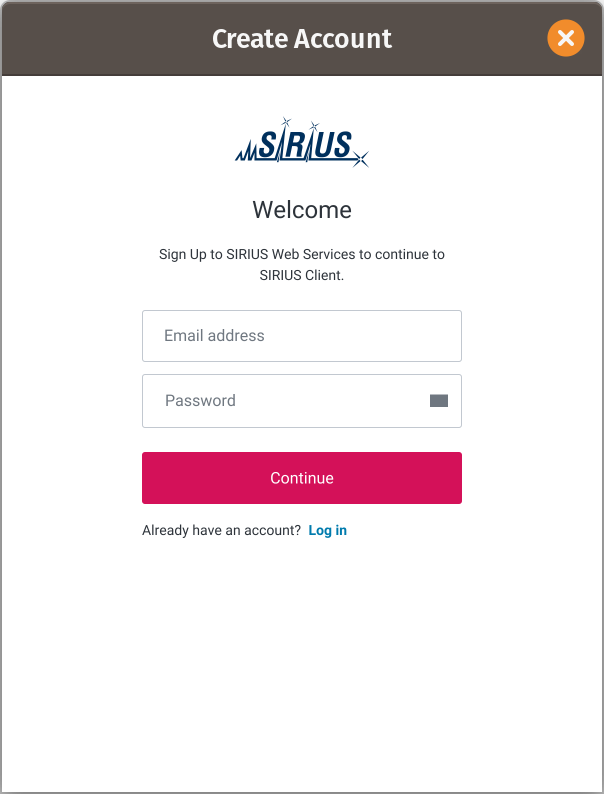 Create Account
SIRIUS
Welcome
Sign Up to SIRIUS Web Services to continue to
SIRIUS Client.
Email address
Password
Continue
Already have an account? Log in